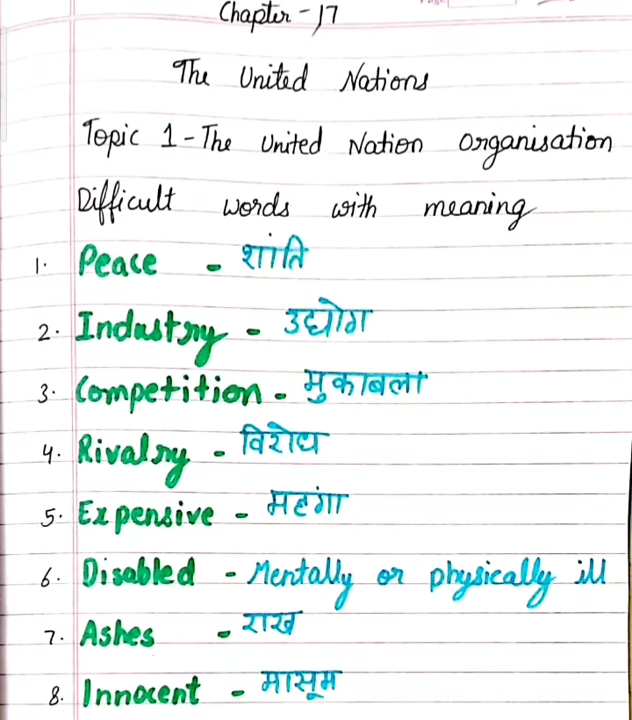 Chapter - 17
The United Nations
Topic 1 - The United Nation Organisation
Difficult words with meaning
1. Peace - शांति
2. Industry - उद्योग
3. Competition - मुकाबला
4. Rivalry - विरोध
5. Expensive - महंगा
6. Disabled - Mentally or physically ill
7. Ashes - राख
8. Innocent - मासूम